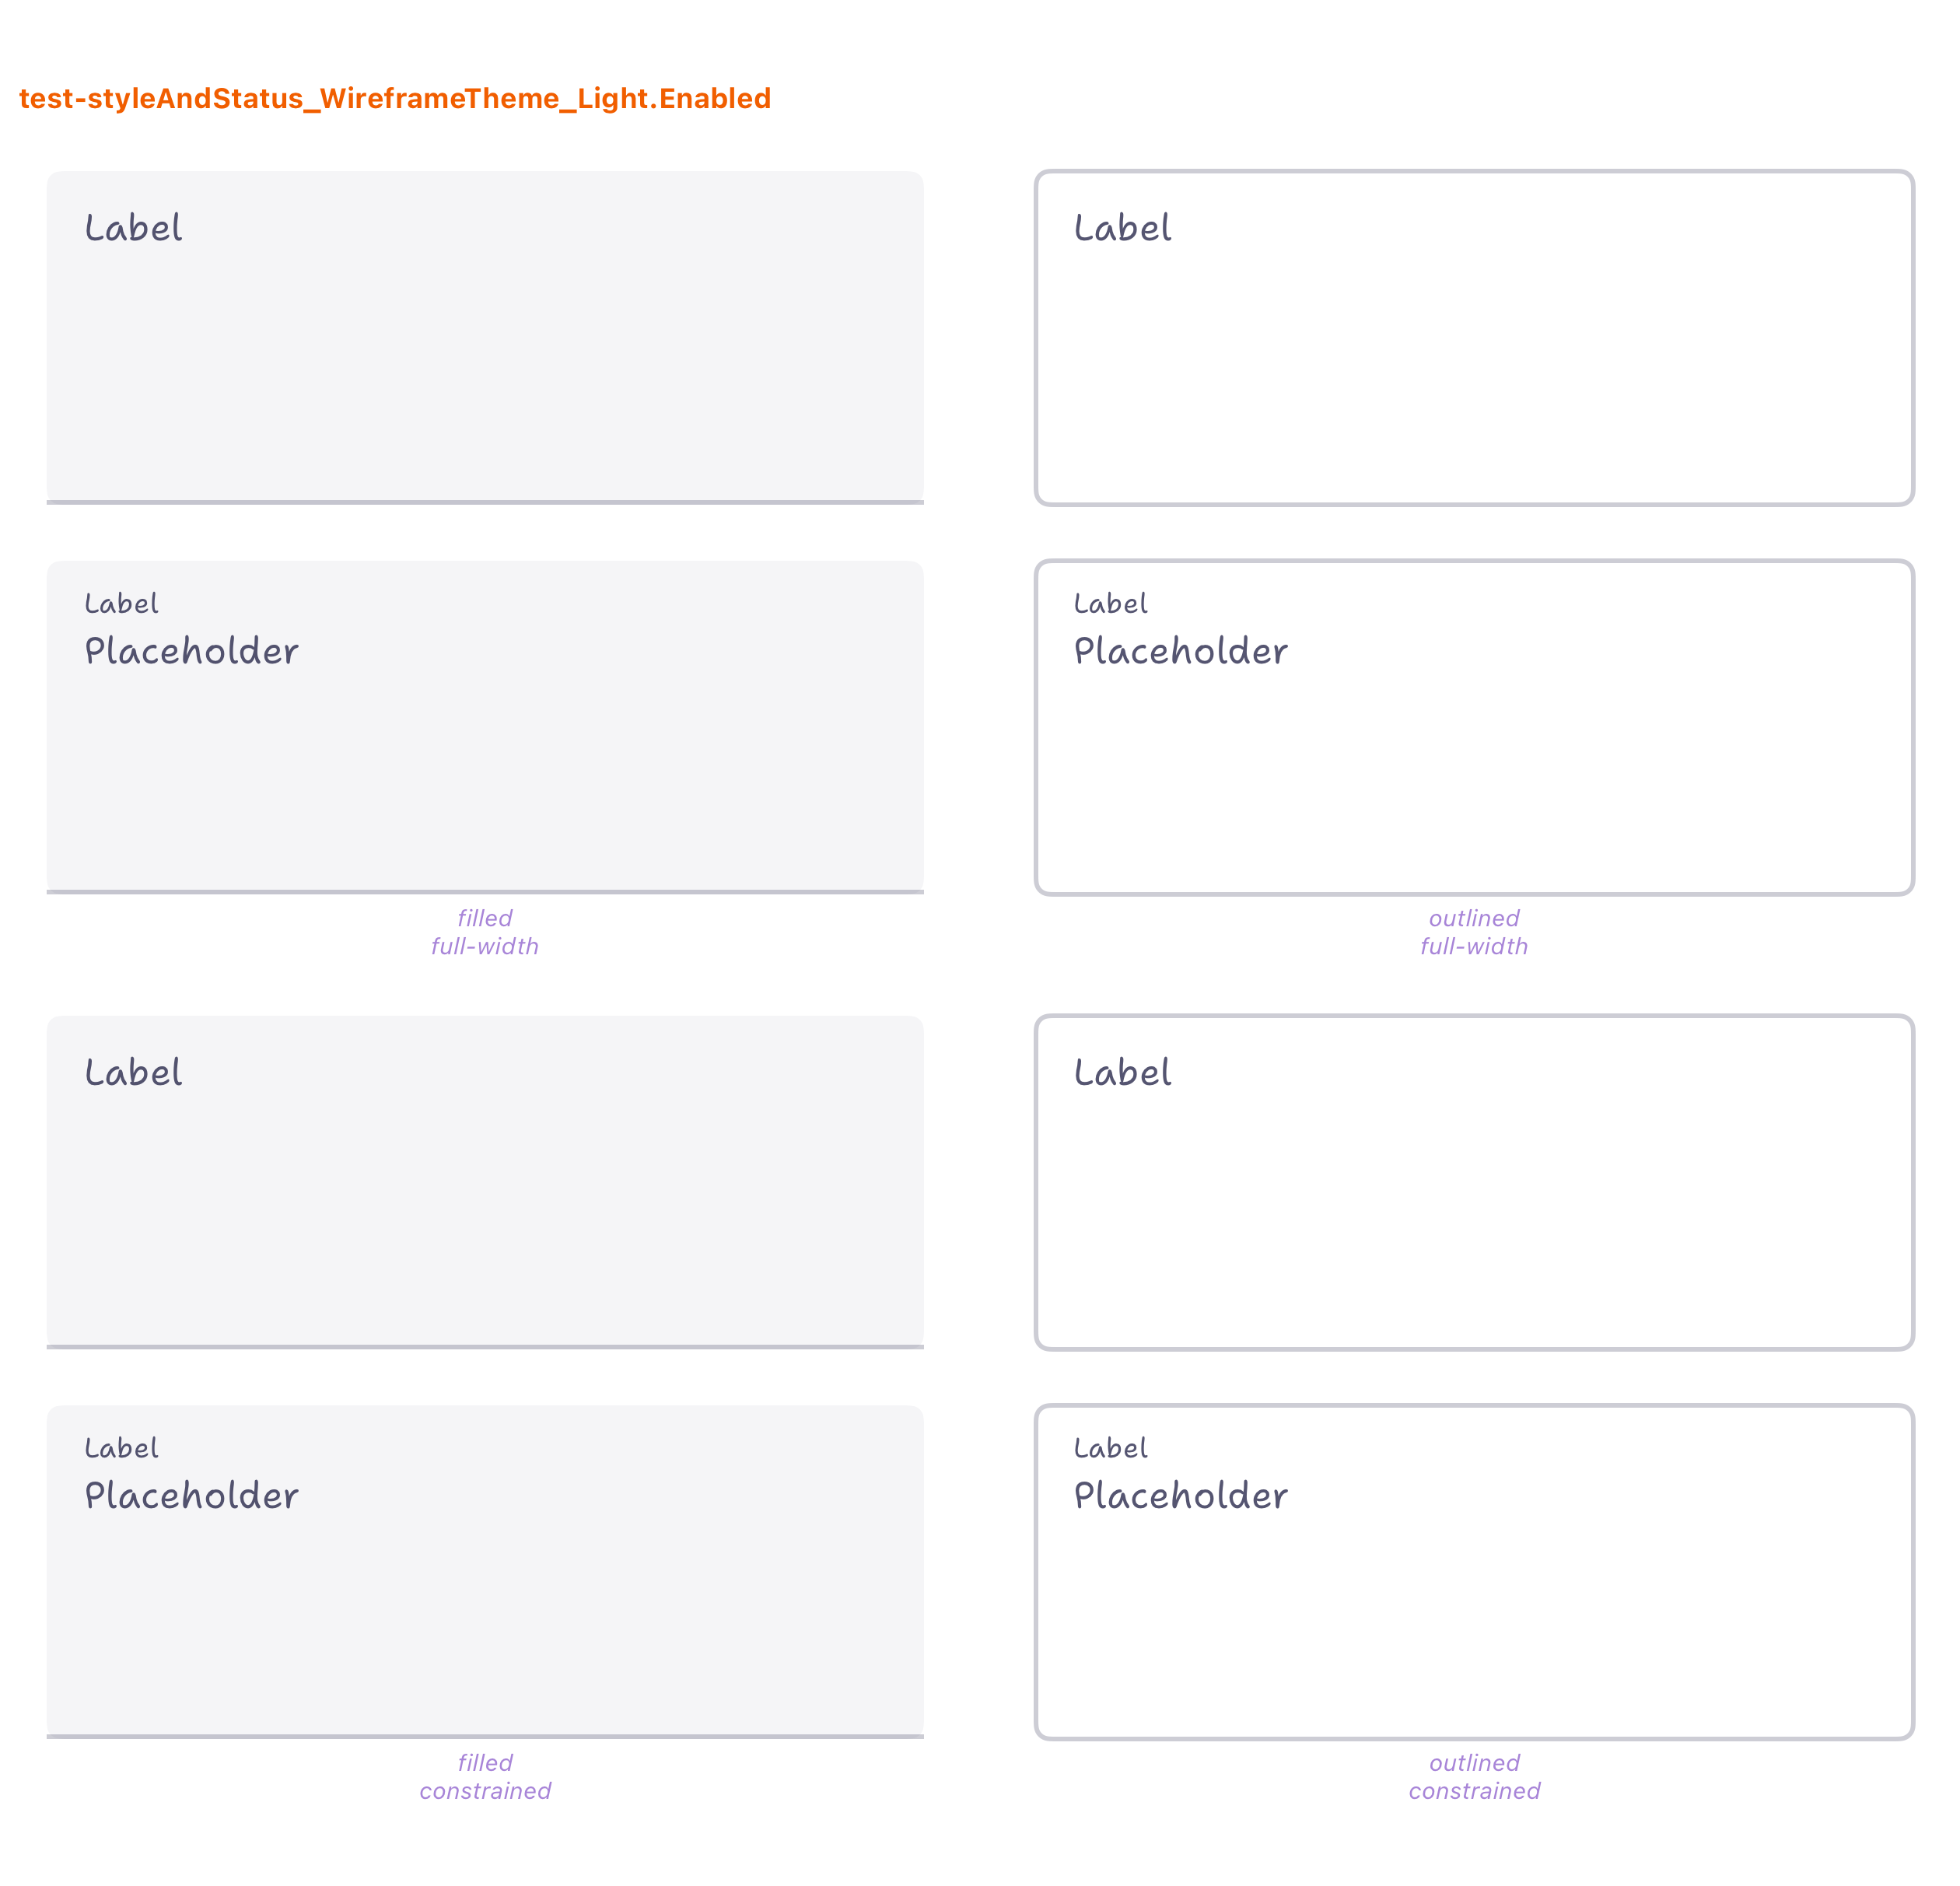 test-styleAndStatus_WireframeTheme_Light.Enabled
Label
Label
Label
Placeholder
Label
Placeholder
filled
full-width
outlined
full-width
Label
Label
Label
Placeholder
Label
Placeholder
filled
constrained
outlined
constrained